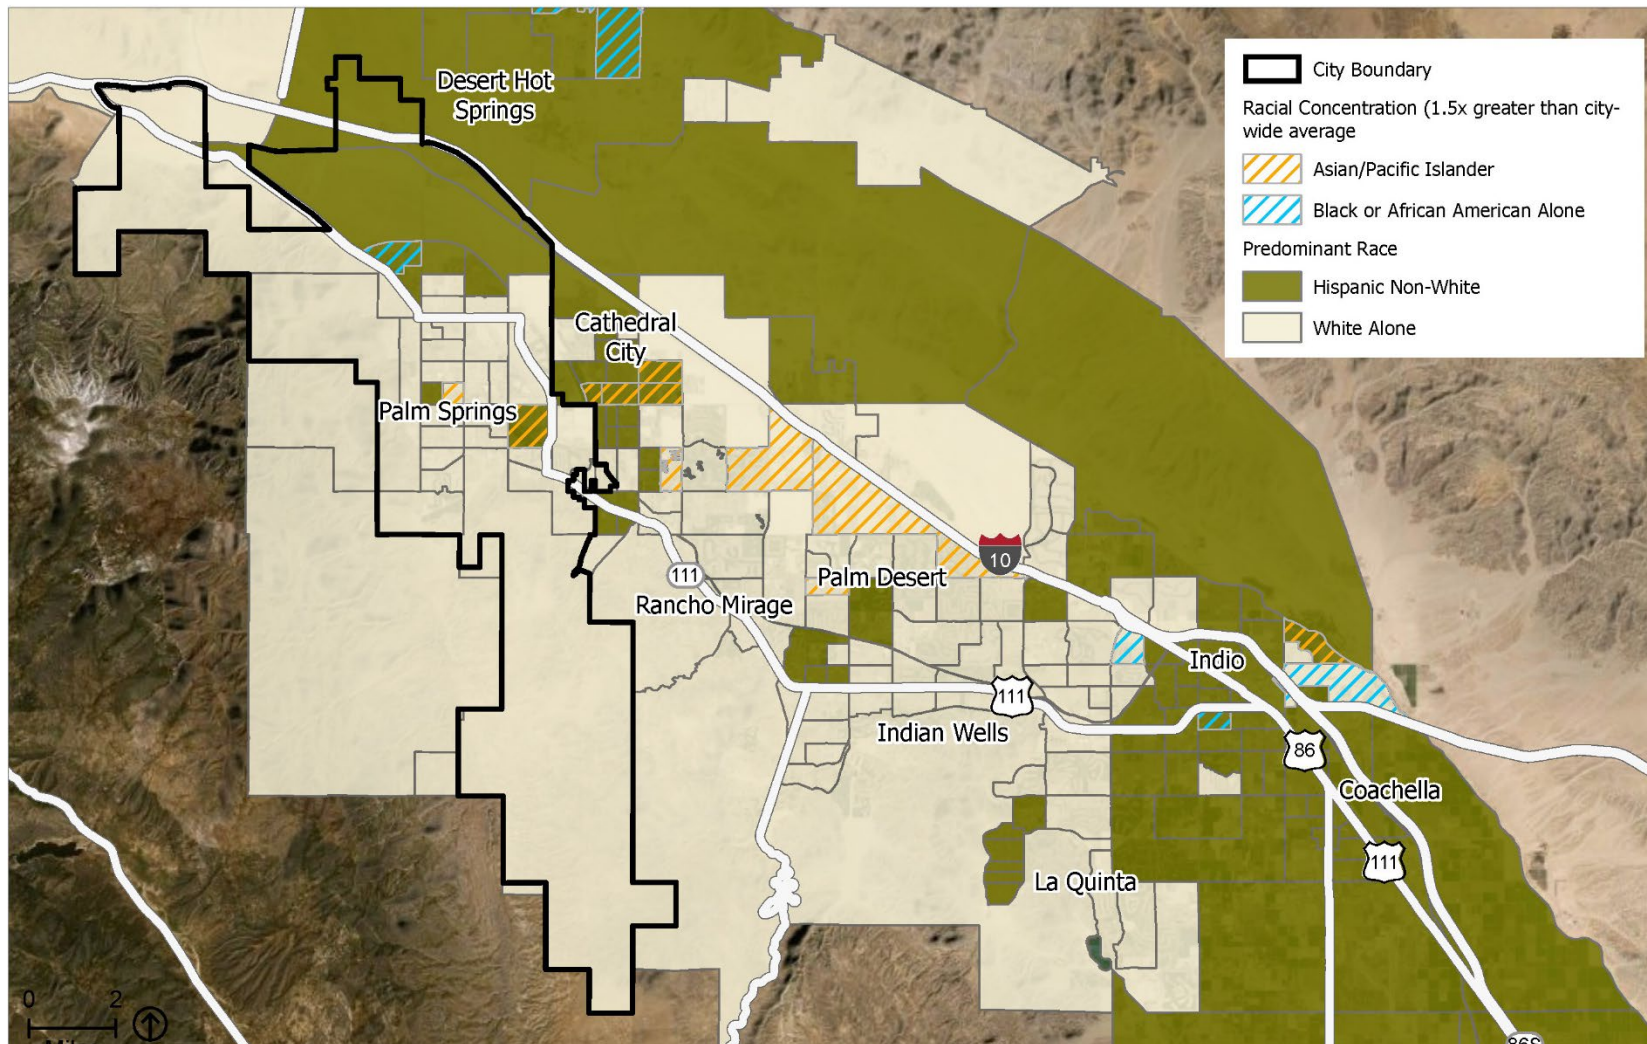 City Boundary
Racial Concentration (1.5x greater than city-
wide average
Asian/Pacific Islander
Black or African American Alone
Predominant Race
Hispanic Non-White
White Alone
Desert Hot
Springs
Cathedral
City
Palm Springs
10
111
Palm Desert
Rancho Mirage
Indio
111
Indian Wells
86
Coachella
111
La Quinta
0 2
86S